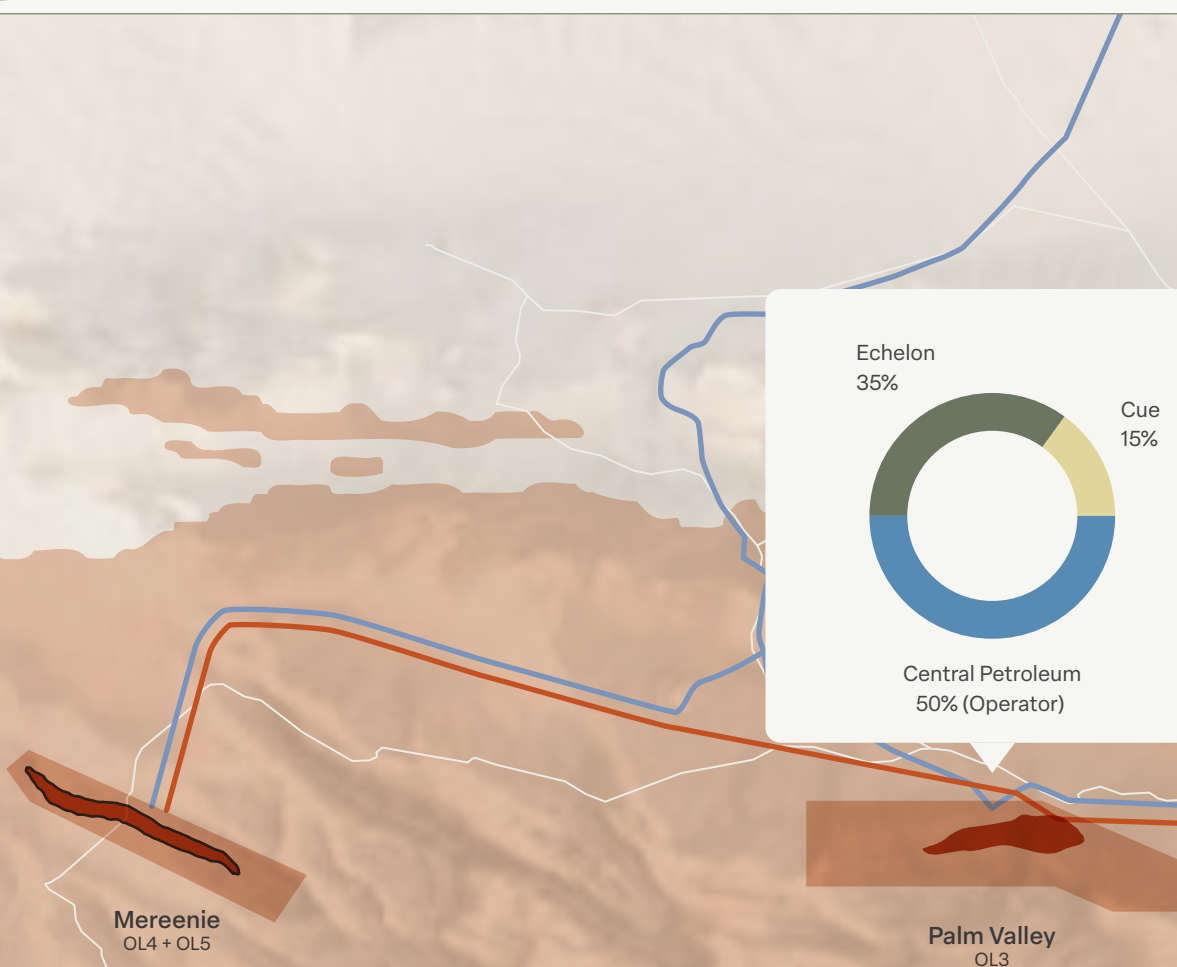 Echelon
35%
Cue
15%
Central Petroleum
50% (Operator)
Mereenie
OL4 + OL5
Palm Valley
OL3